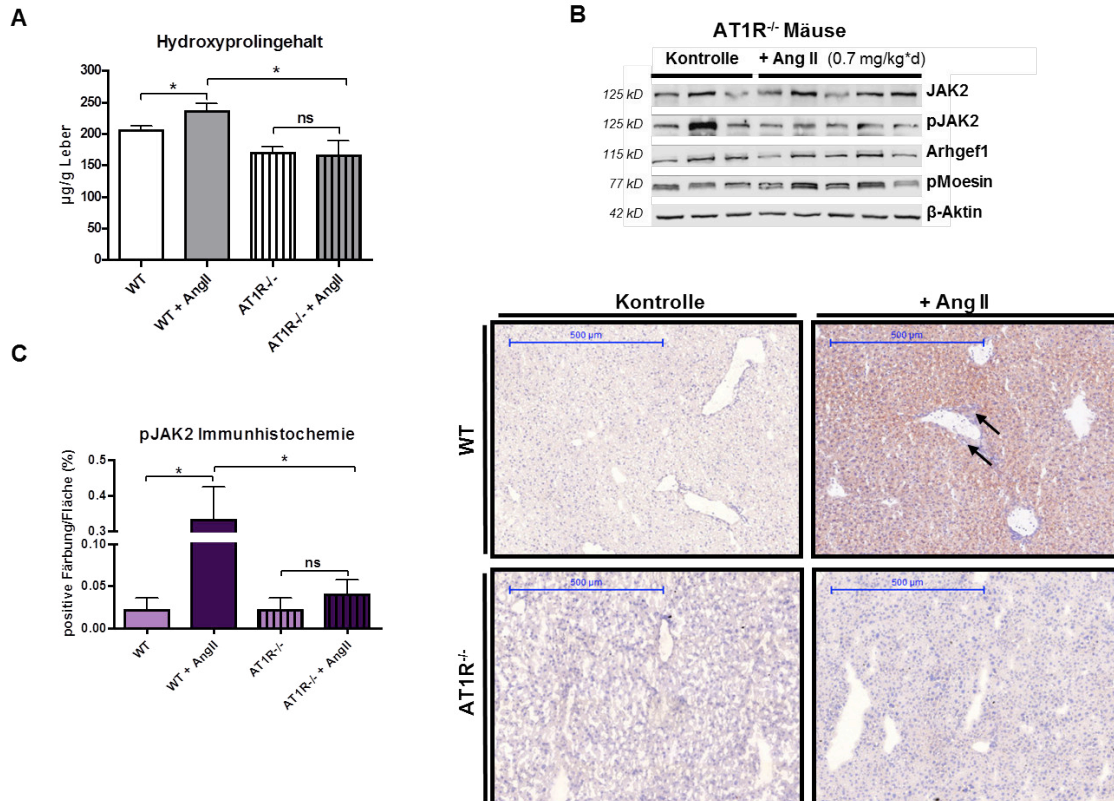 A
Hydroxyprolingehalt
*
*
ns
300
250
200
150
100
50
0
µg/g Leber
WT
WT + AngII
AT1R-/-
AT1R-/- + AngII
B
AT1R-/- Mäuse
Kontrolle + Ang II (0.7 mg/kg*d)
125 kD JAK2
125 kD pJAK2
115 kD Arhgef1
77 kD pMoesin
42 kD β-Aktin
C
pJAK2 Immunhistochemie
*
*
ns
0.5
0.4
0.3
0.10
0.05
0.00
positive Färbung/Fläche (%)
WT
WT + AngII
AT1R-/-
AT1R-/- + AngII
Kontrolle
+ Ang II
WT
500 µm
500 µm
AT1R-/-
500 µm
500 µm